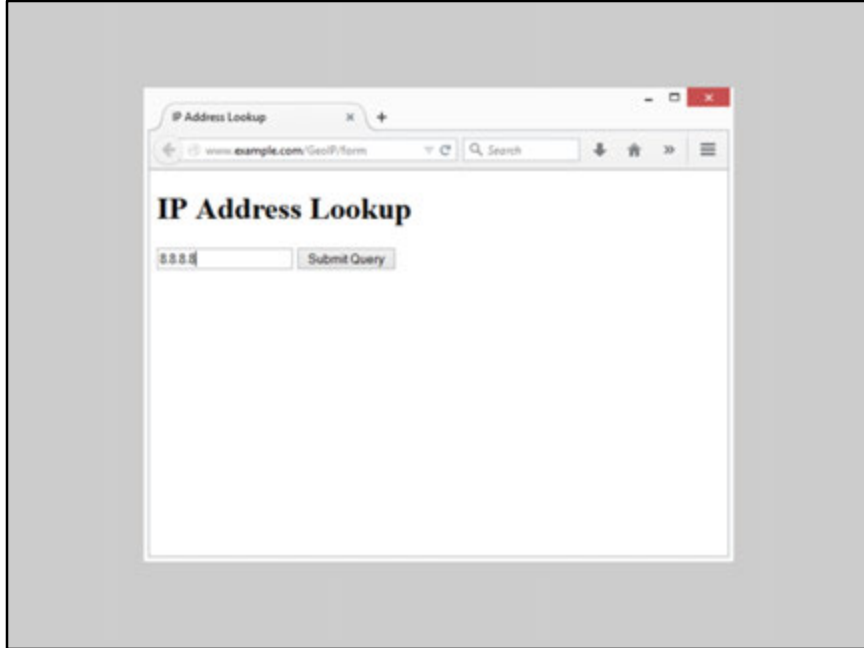 IP Address Lookup
www.example.com/GeoIP/form
Search
IP Address Lookup
8.8.8.8
Submit Query